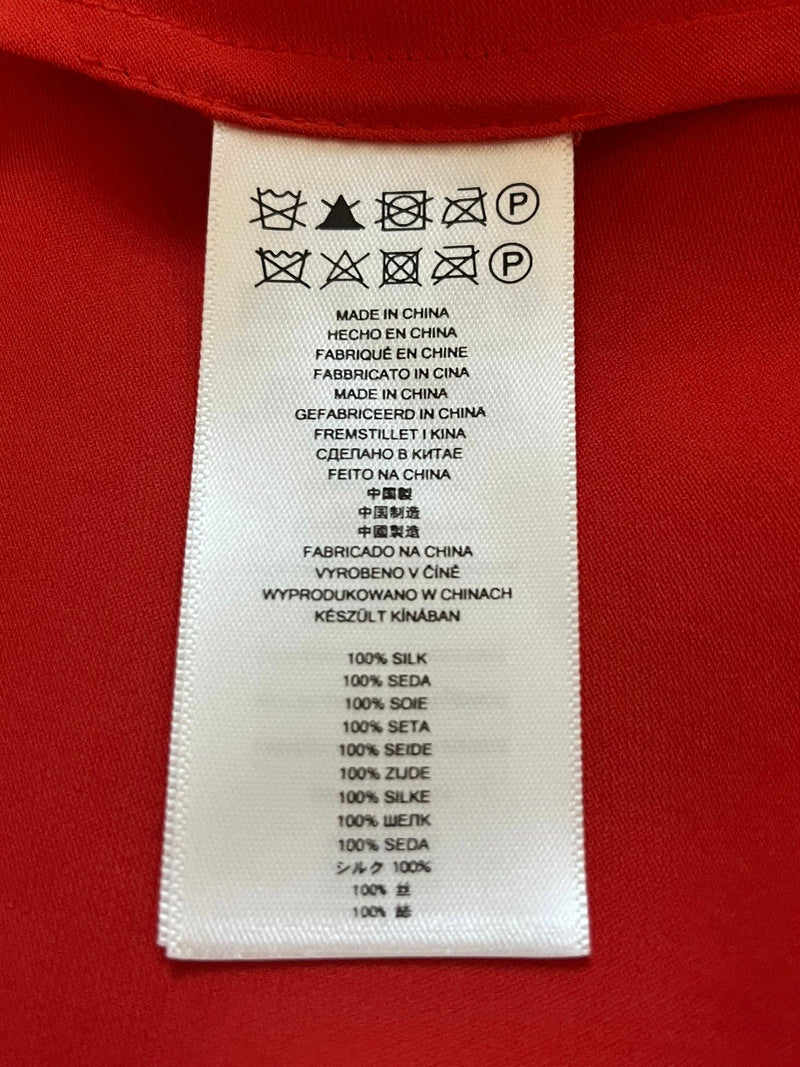 P
P
MADE IN CHINA
HECHO EN CHINA
FABRIQUÉ EN CHINE
FABBRICATO IN CINA
MADE IN CHINA
GEFABRICEERD IN CHINA
FREMSTILLET I KINA
СДЕЛАНО В КИТАЕ
FEITO NA CHINA
中国製
中国制造
中國製造
FABRICADO NA CHINA
VYROBENO V ČÍNĚ
WYPRODUKOWANO W CHINACH
KÉSZÜLT KÍNÁBAN
100% SILK
100% SEDA
100% SOIE
100% SETA
100% SEIDE
100% ZIJDE
100% SILKE
100% ШЕЛК
100% SEDA
シルク 100%
100% 丝
100%